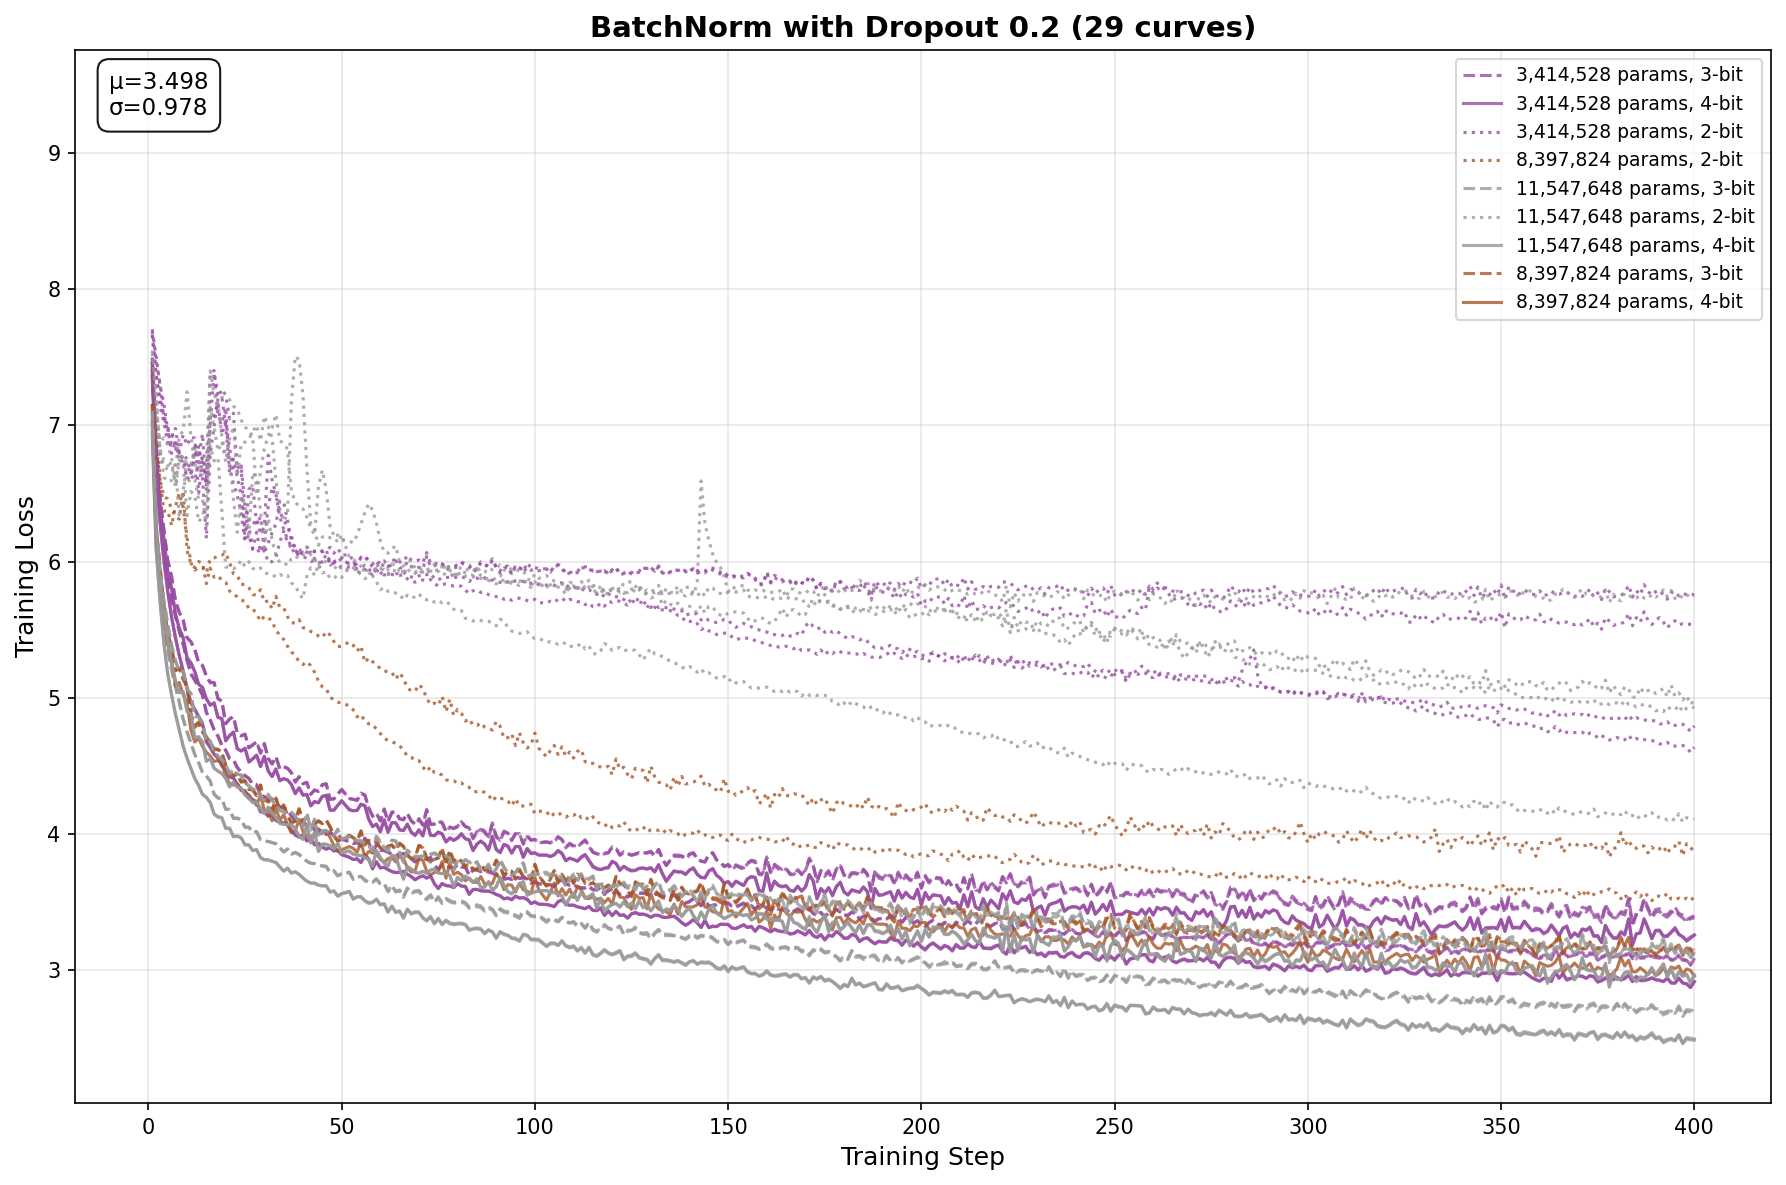 BatchNorm with Dropout 0.2 (29 curves)
μ=3.498
σ=0.978
3,414,528 params, 3-bit
3,414,528 params, 4-bit
3,414,528 params, 2-bit
8,397,824 params, 2-bit
11,547,648 params, 3-bit
11,547,648 params, 2-bit
11,547,648 params, 4-bit
8,397,824 params, 3-bit
8,397,824 params, 4-bit
Training Loss
9
8
7
6
5
4
3
0 50 100 150 200 250 300 350 400
Training Step